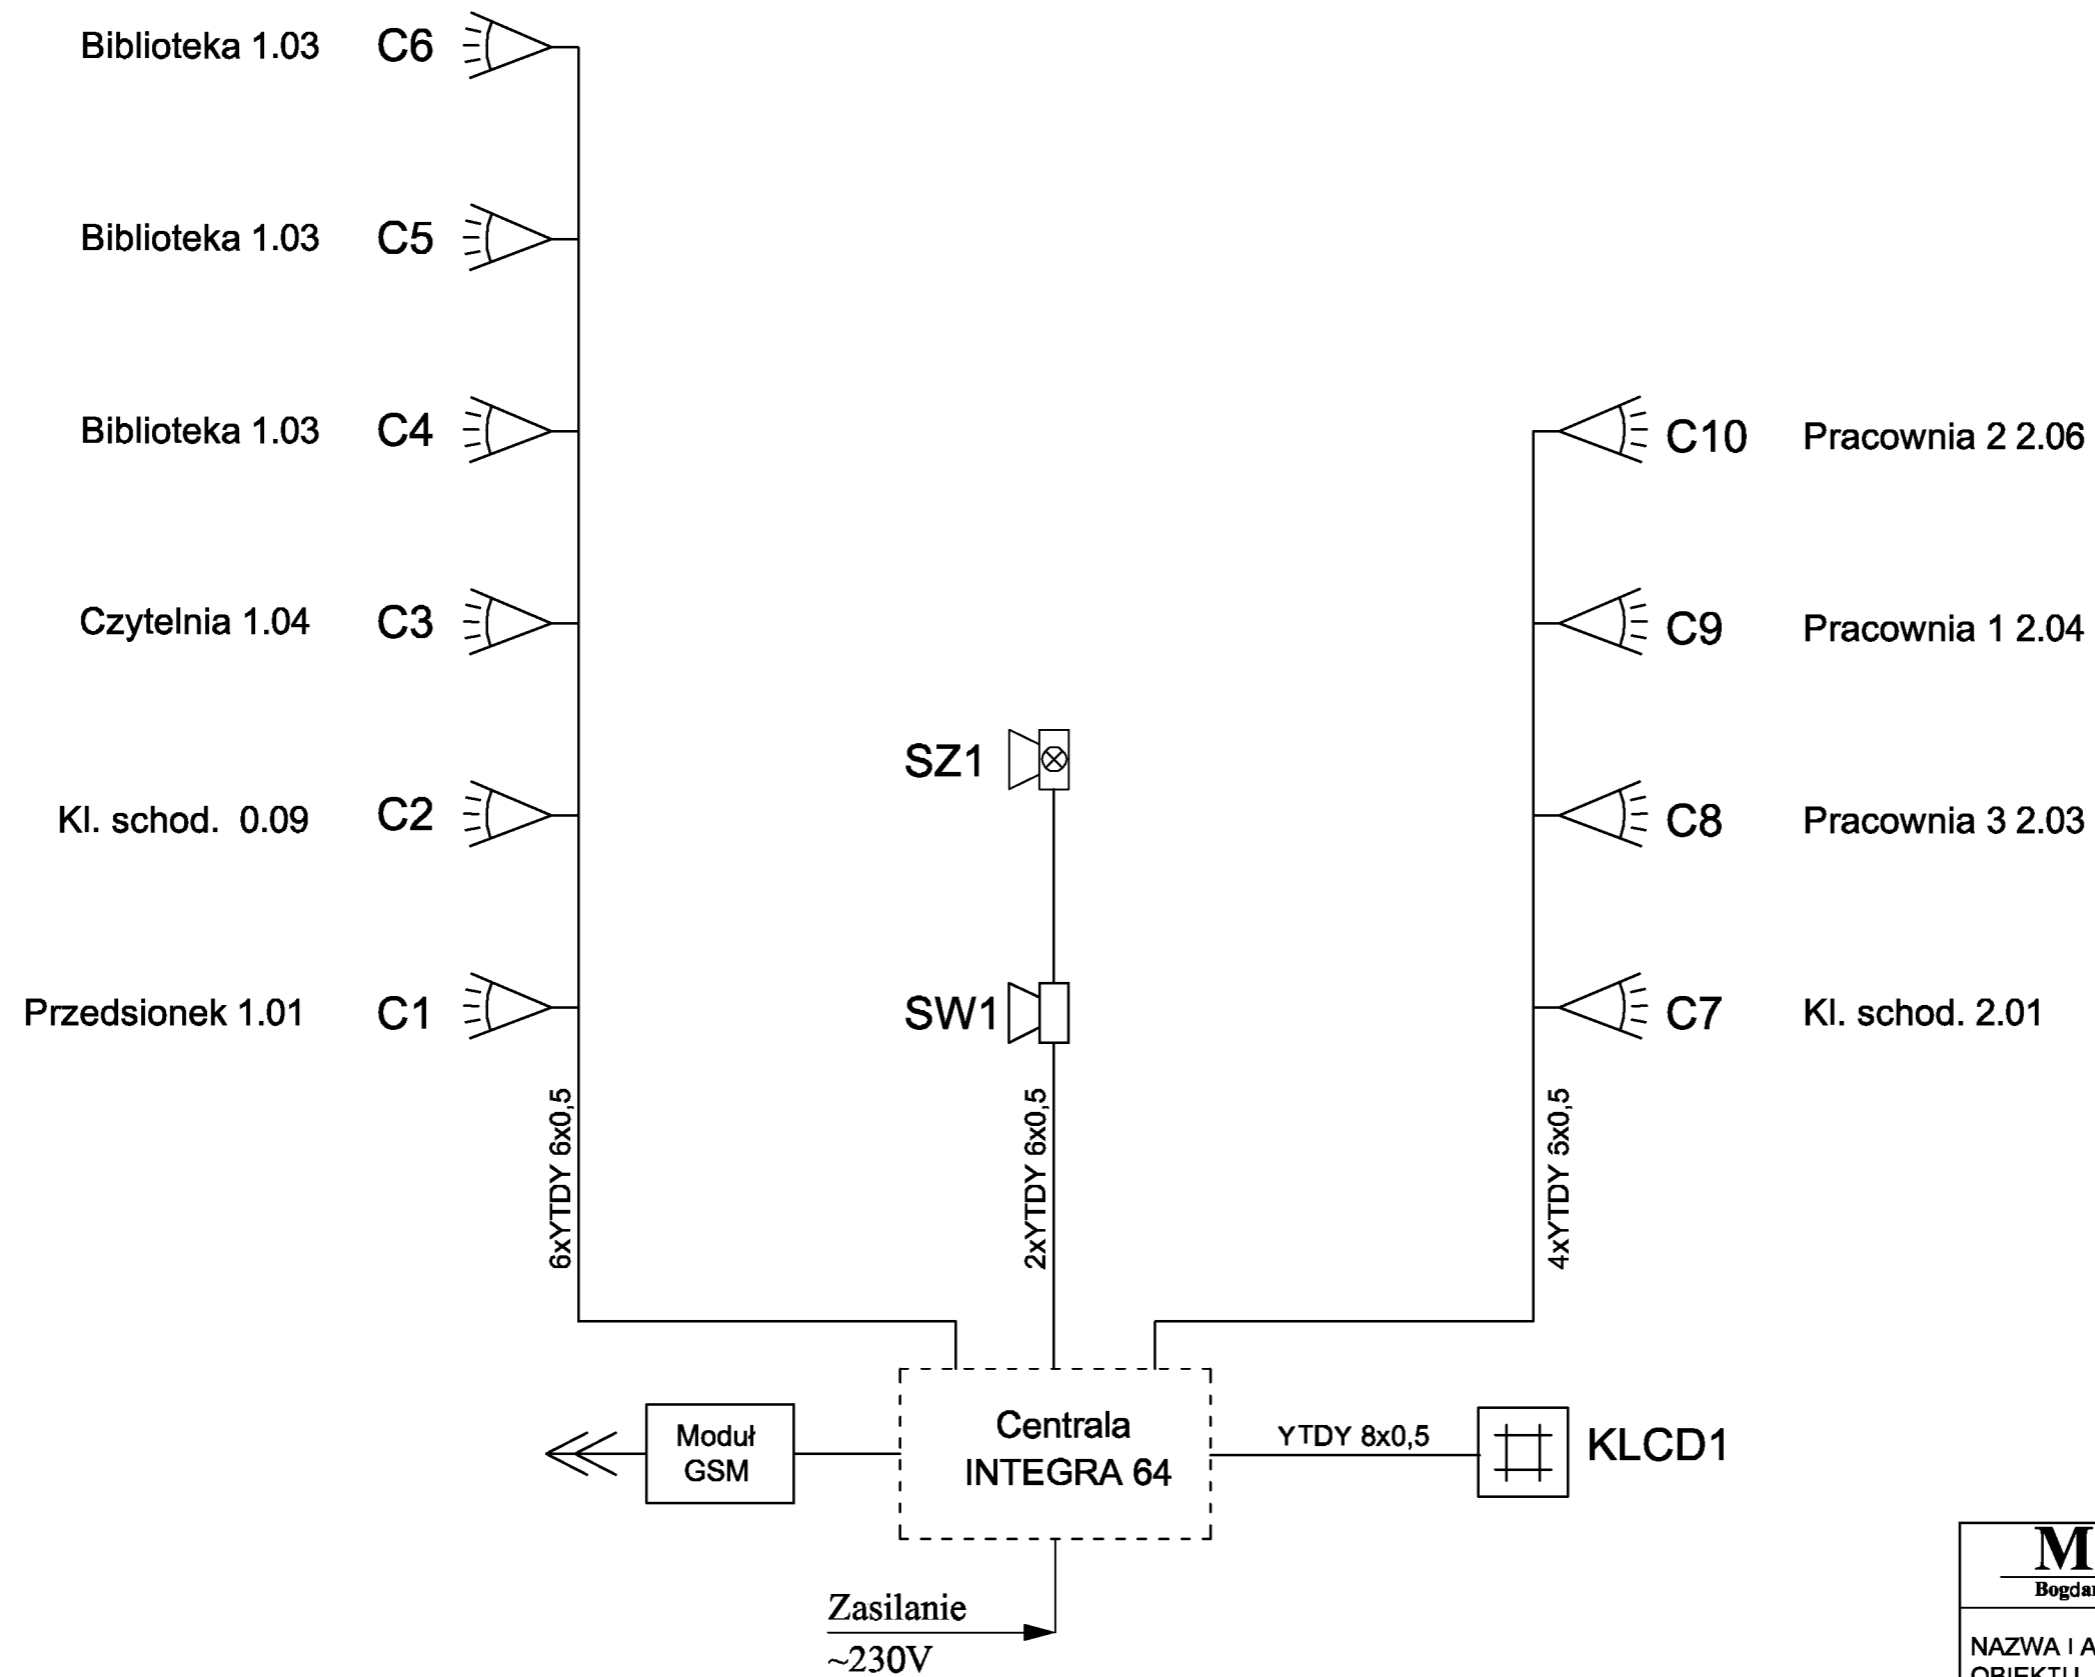 Biblioteka 1.03 C6
Biblioteka 1.03 C5
Biblioteka 1.03 C4
C10 Pracownia 2 2.06
Czytelnia 1.04 C3
C9 Pracownia 1 2.04
SZ1
Kl. schod. 0.09 C2
C8 Pracownia 3 2.03
Przedsionek 1.01 C1
SW1
C7 Kl. schod. 2.01
6xYTDY 6x0,5
2xYTDY 6x0,5
4xYTDY 5x0,5
Moduł
GSM
Centrala
INTEGRA 64
YTDY 8x0,5
KLCD1
Zasilanie
~230V
M
NAZWA I A